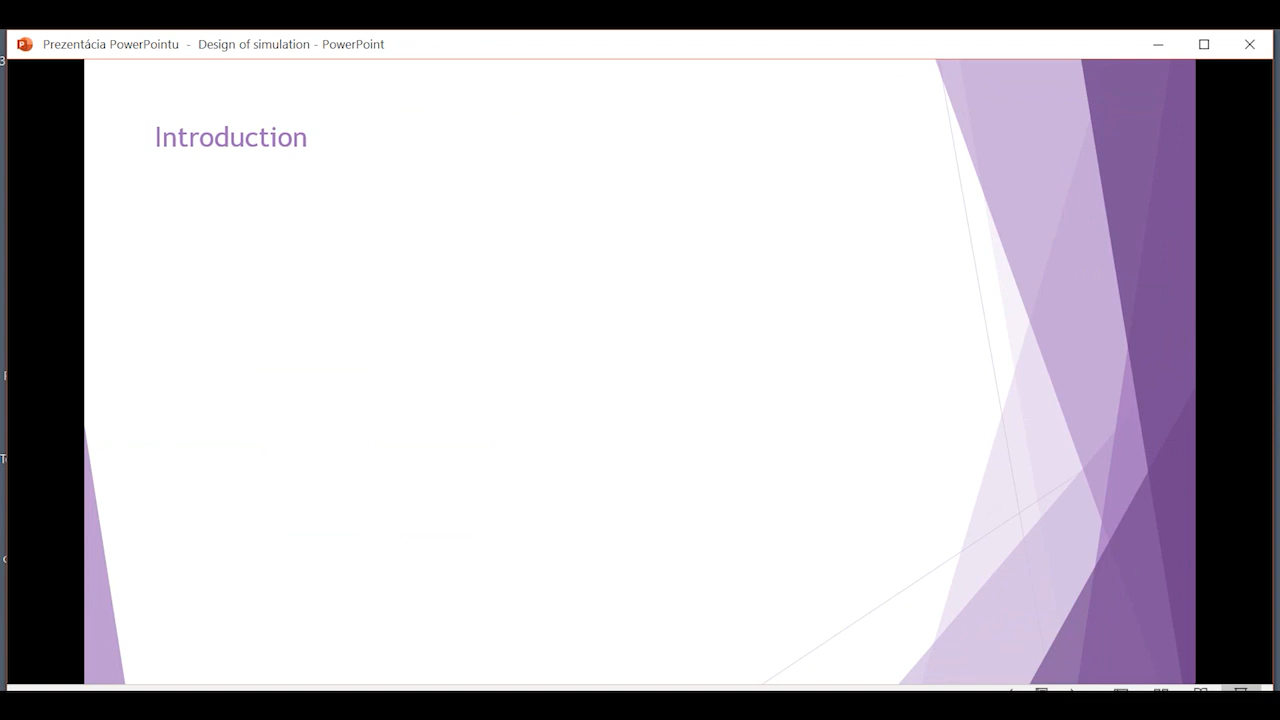 Prezentácia PowerPointu - Design of simulation - PowerPoint
Introduction